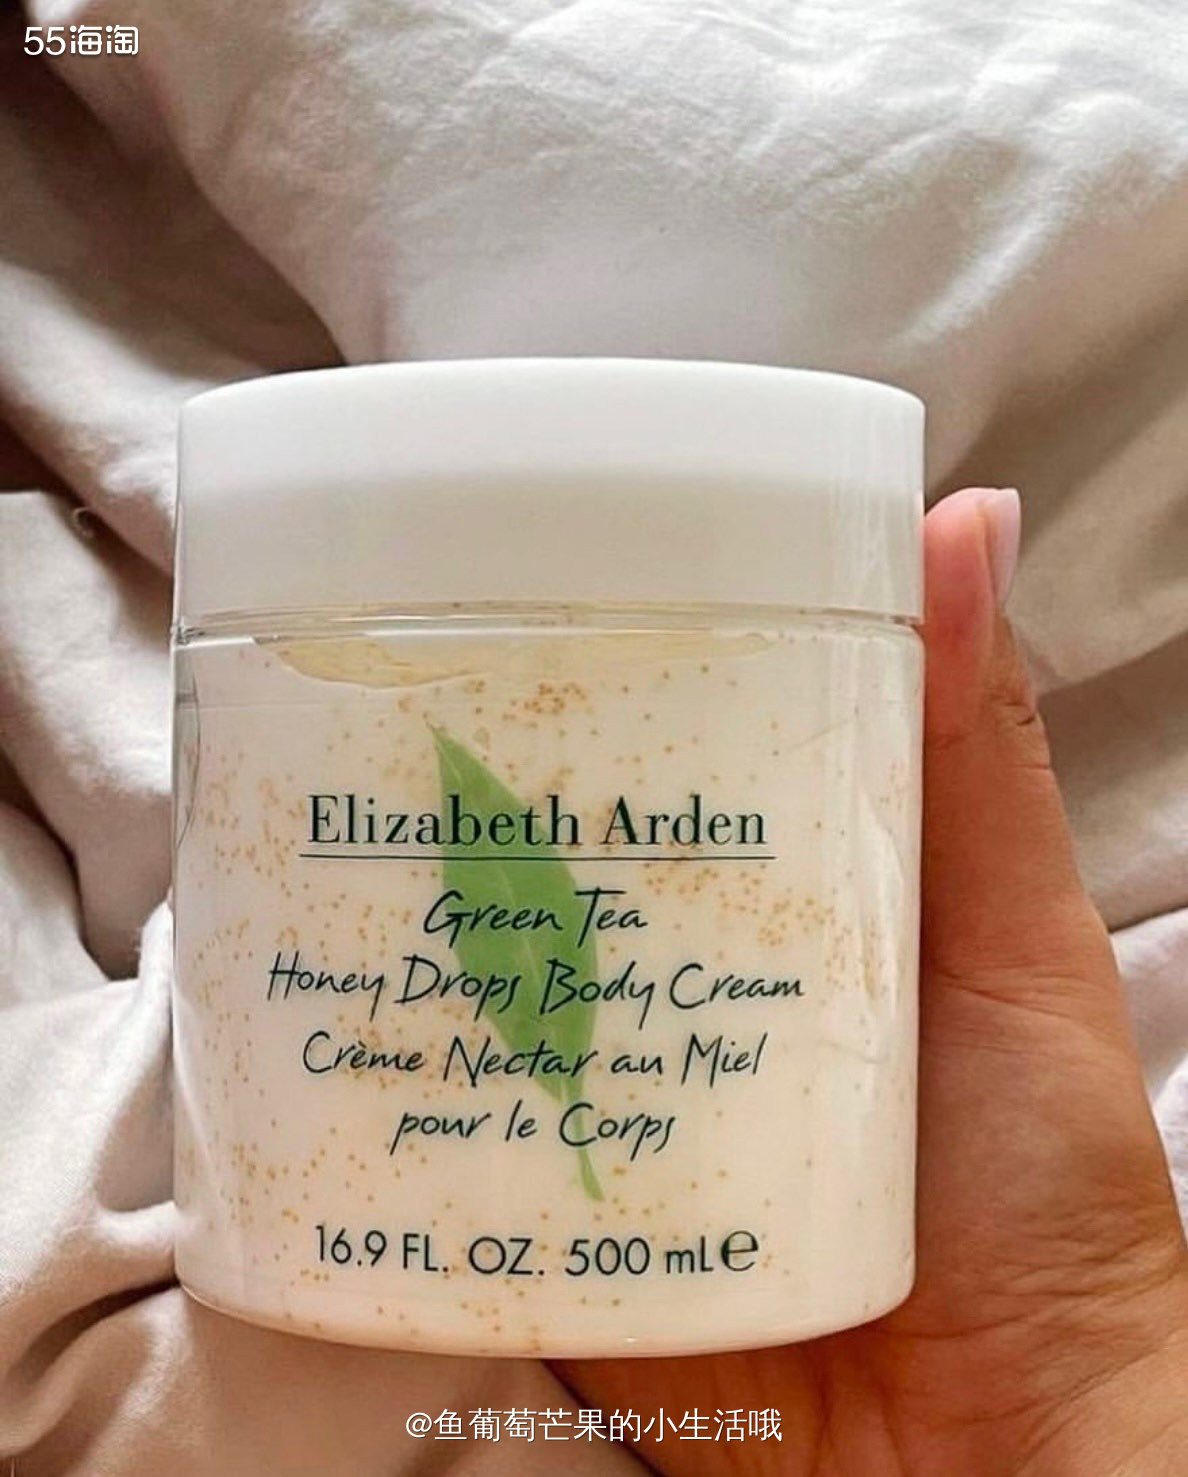 55海淘
Elizabeth Arden
Green Tea
Honey Drops Body Cream
Crème Nectar au Miel
pour le Corps
16.9 FL. OZ. 500 mL e
@鱼葡萄芒果的小生活哦